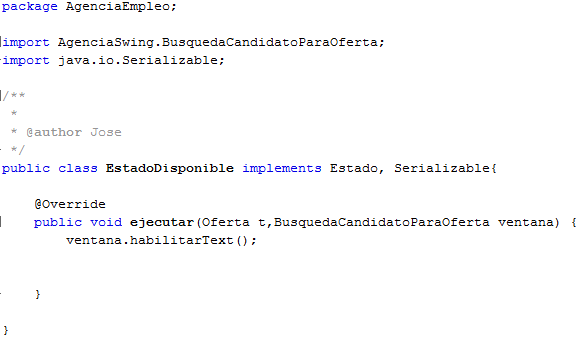 package AgenciaEmpleo;
import AgenciaSwing.BusquedaCandidatoParaOferta;
import java.io.Serializable;
/**
*
* @author Jose
*/
public class EstadoDisponible implements Estado, Serializable{
@Override
public void ejecutar(Oferta t,BusquedaCandidatoParaOferta ventana) {
ventana.habilitarText();
}
}